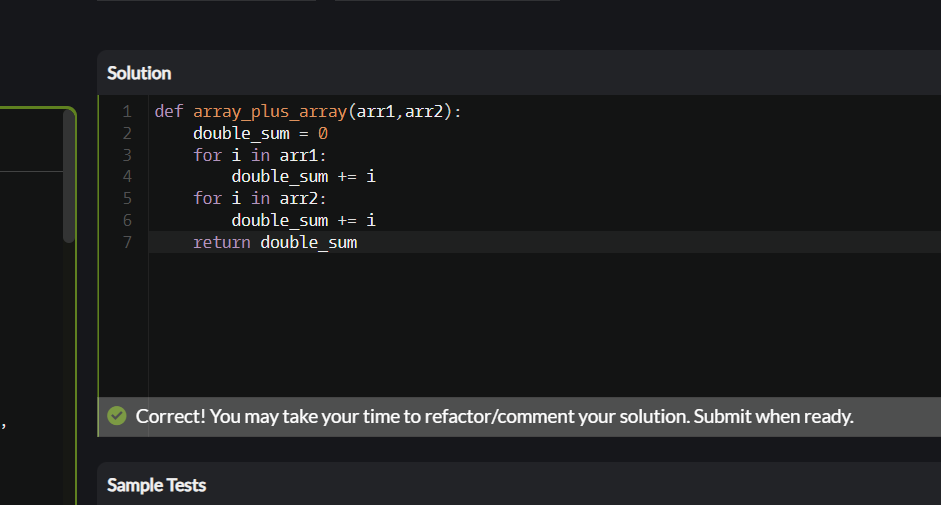 Solution
1 def array_plus_array(arr1,arr2):
2     double_sum = 0
3     for i in arr1:
4         double_sum += i
5     for i in arr2:
6         double_sum += i
7     return double_sum
,
Correct! You may take your time to refactor/comment your solution. Submit when ready.
Sample Tests